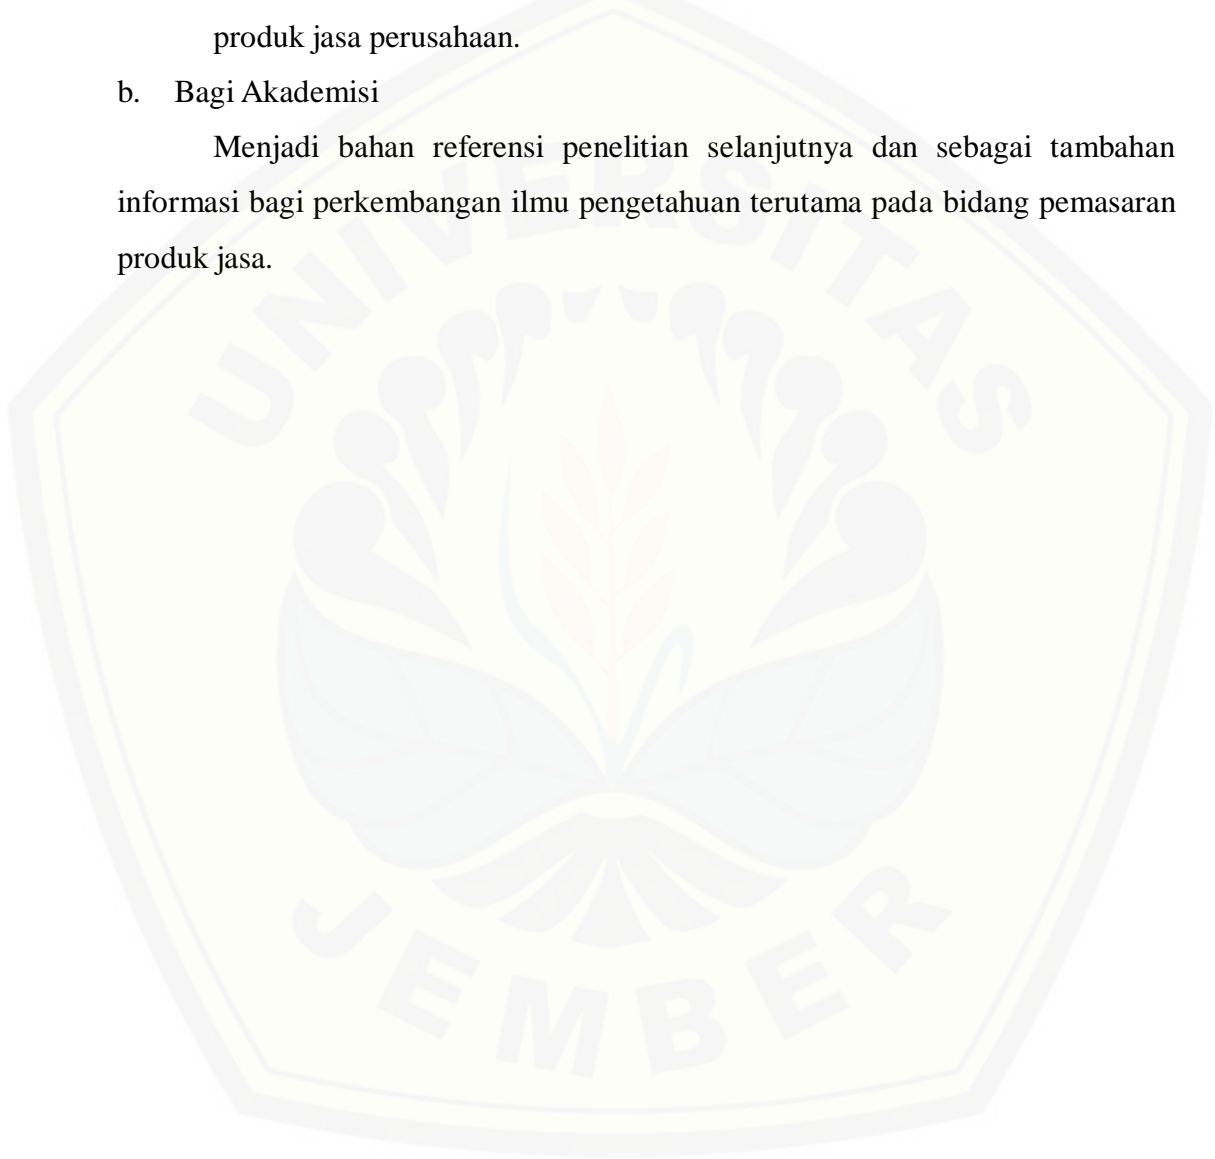 produk jasa perusahaan.
b. Bagi Akademisi
Menjadi bahan referensi penelitian selanjutnya dan sebagai tambahan
informasi bagi perkembangan ilmu pengetahuan terutama pada bidang pemasaran
produk jasa.
UNIVERSITAS
JEMBER